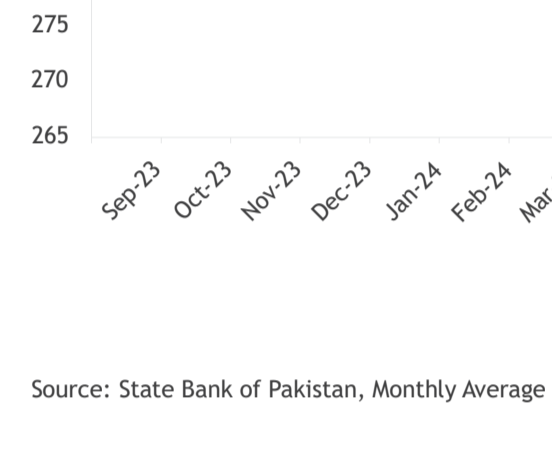 275
270
265
Sep-23 Oct-23 Nov-23 Dec-23 Jan-24 Feb-24 Mar
Source: State Bank of Pakistan, Monthly Average